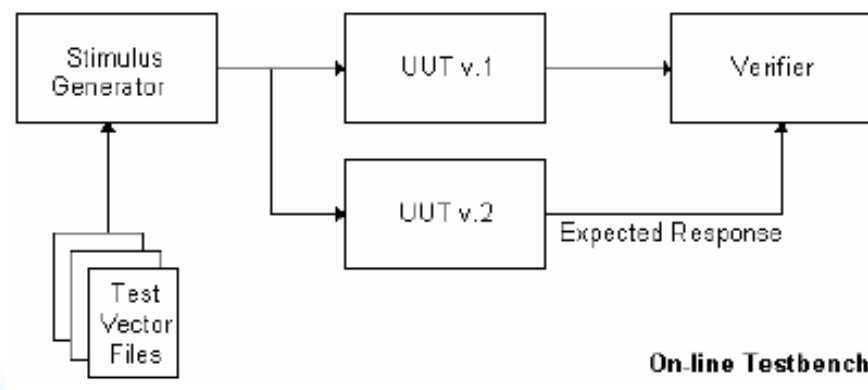 Stimulus
Generator
UUT v.1
Verifier
UUT v.2
Expected Response
Test
Vector
Files
On-line Testbench